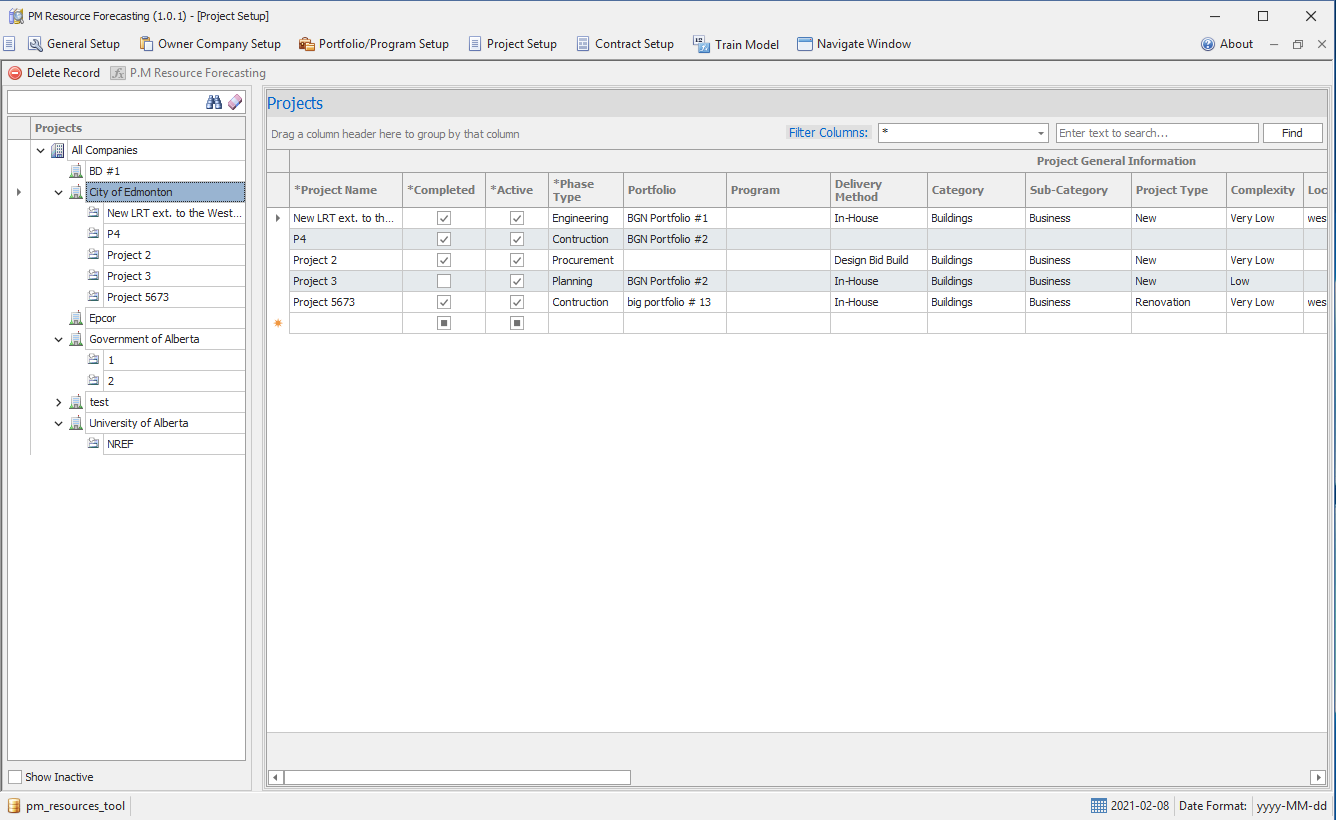 PM Resource Forecasting (1.0.1) - [Project Setup]
General Setup Owner Company Setup Portfolio/Program Setup Project Setup Contract Setup Train Model Navigate Window About
Delete Record P.M Resource Forecasting
Projects
All Companies
BD #1
City of Edmonton
New LRT ext. to the West...
P4
Project 2
Project 3
Project 5673
Epcor
Government of Alberta
1
2
test
University of Alberta
NREF
Show Inactive
Projects
Drag a column header here to group by that column Filter Columns: * Enter text to search... Find
Project General Information
*Project Name *Completed *Active *Phase Type Portfolio Program Delivery Method Category Sub-Category Project Type Complexity Loc
New LRT ext. to th... Engineering BGN Portfolio #1 In-House Buildings Business New Very Low wes
P4 Contruction BGN Portfolio #2
Project 2 Procurement Design Bid Build Buildings Business New Very Low
Project 3 Planning BGN Portfolio #2 In-House Buildings Business New Low
Project 5673 Contruction big portfolio # 13 In-House Buildings Business Renovation Very Low wes
pm_resources_tool 2021-02-08 Date Format: yyyy-MM-dd